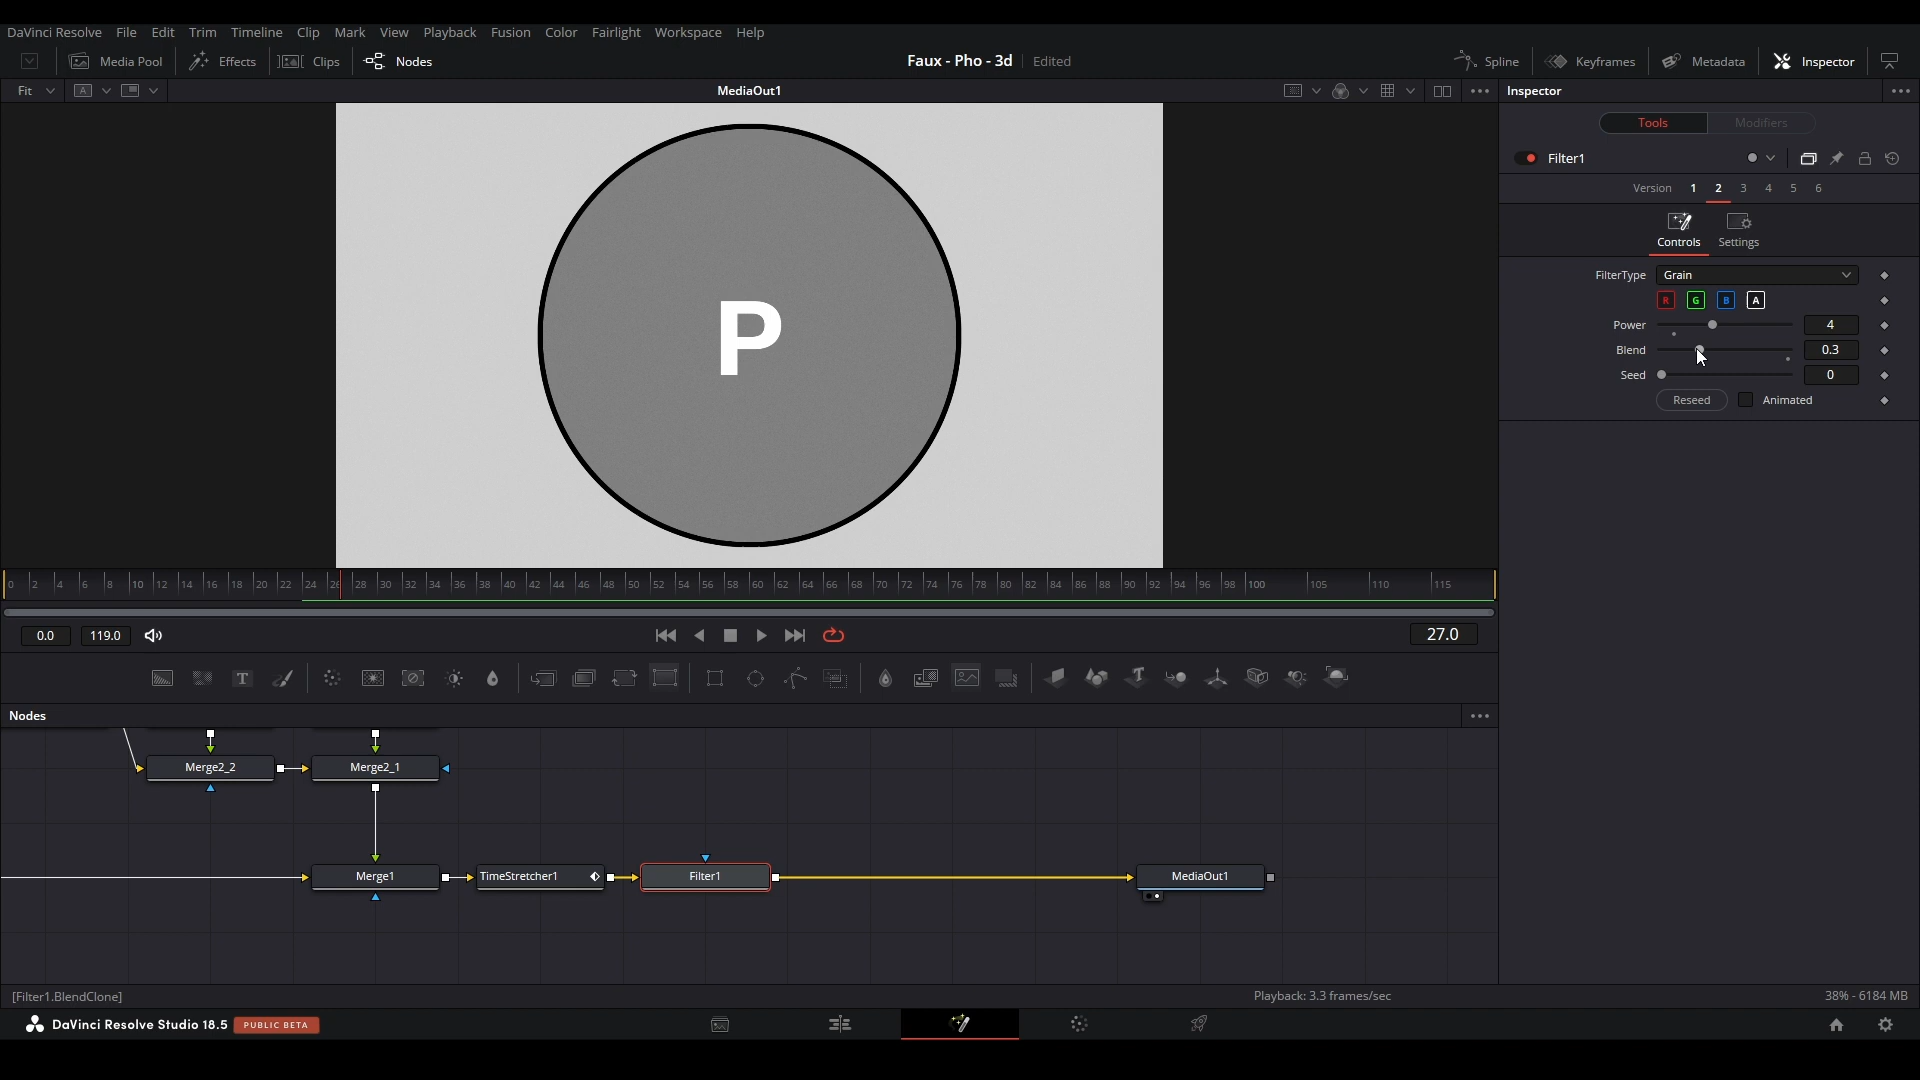 DaVinci Resolve File Edit Trim Timeline Clip Mark View Playback Fusion Color Fairlight Workspace Help
Media Pool Effects Clips Nodes Faux - Pho - 3d Edited Spline Keyframes Metadata Inspector
Fit A MediaOut1 Inspector
Tools Modifiers
Filter1
Version 1 2 3 4 5 6
Controls Settings
FilterType Grain
R G B A
Power 4
Blend 0.3
Seed 0
Reseed Animated
P
0 2 4 6 8 10 12 14 16 18 20 22 24 26 28 30 32 34 36 38 40 42 44 46 48 50 52 54 56 58 60 62 64 66 68 70 72 74 76 78 80 82 84 86 88 90 92 94 96 98 100 105 110 115
0.0 119.0 27.0
T T
Nodes
Merge2_2 Merge2_1
Merge1 TimeStretcher1 Filter1 MediaOut1
[Filter1.BlendClone] Playback: 3.3 frames/sec 38% - 6184 MB
DaVinci Resolve Studio 18.5 PUBLIC BETA